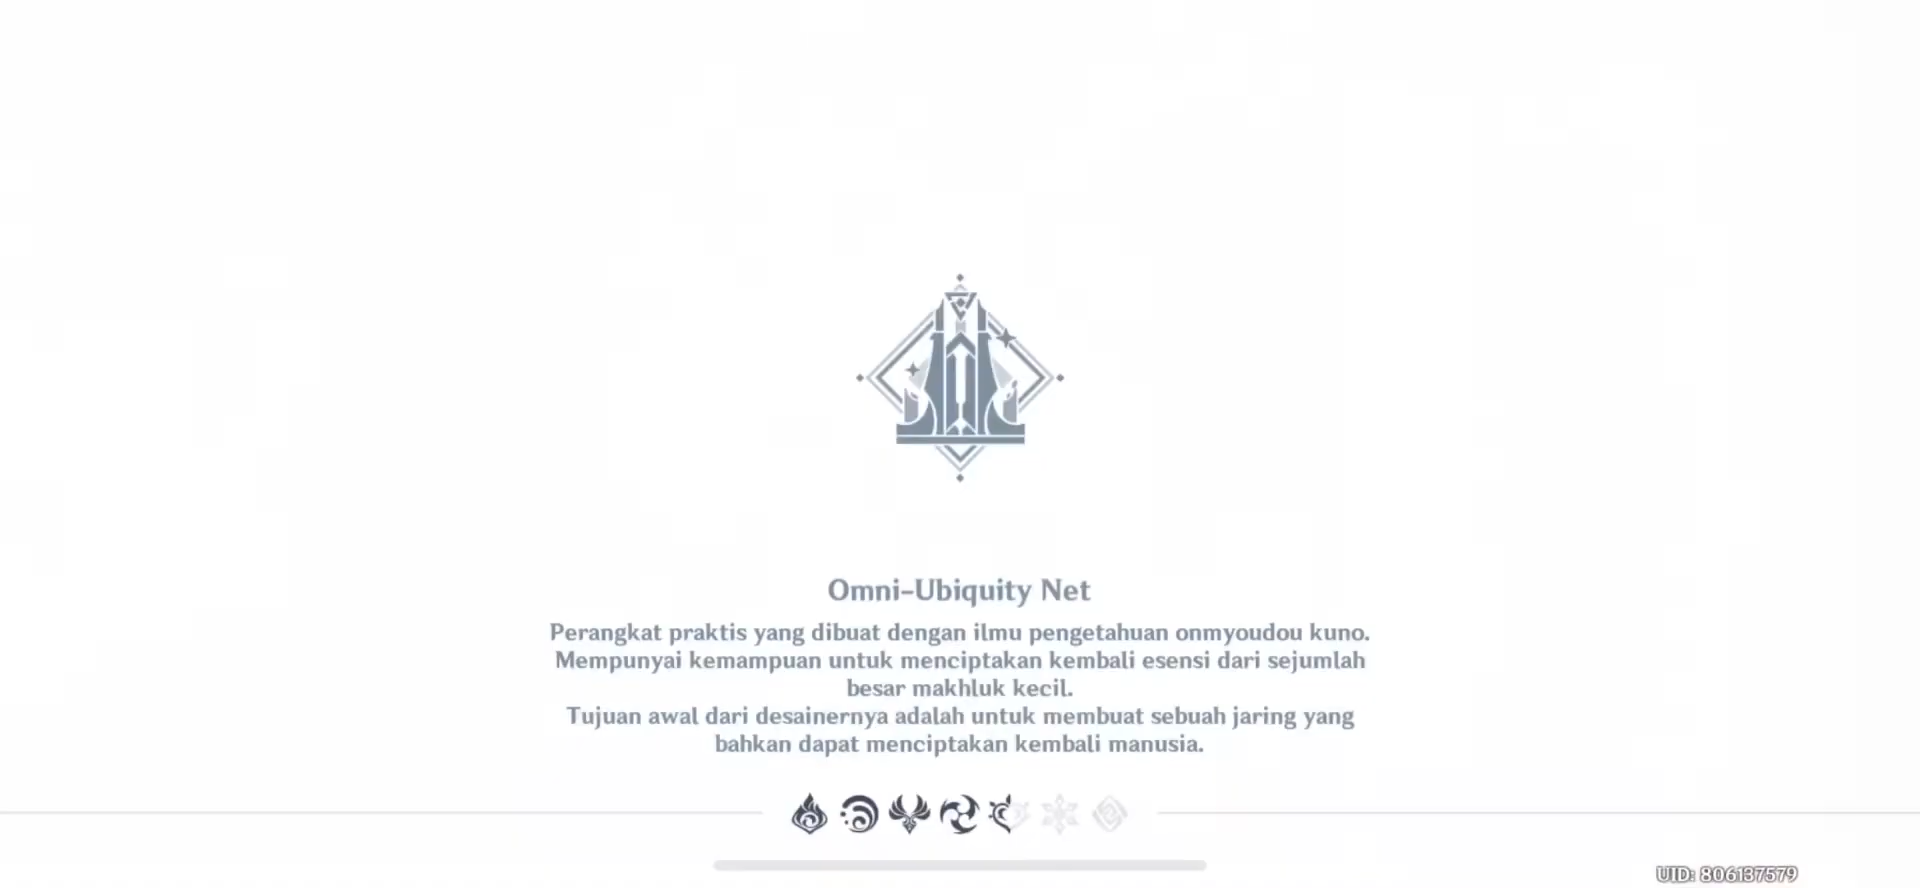 Omni-Ubiquity Net
Perangkat praktis yang dibuat dengan ilmu pengetahuan onmyoudou kuno.
Mempunyai kemampuan untuk menciptakan kembali esensi dari sejumlah
besar makhluk kecil.
Tujuan awal dari desainernya adalah untuk membuat sebuah jaring yang
bahkan dapat menciptakan kembali manusia.
UID: 806137579